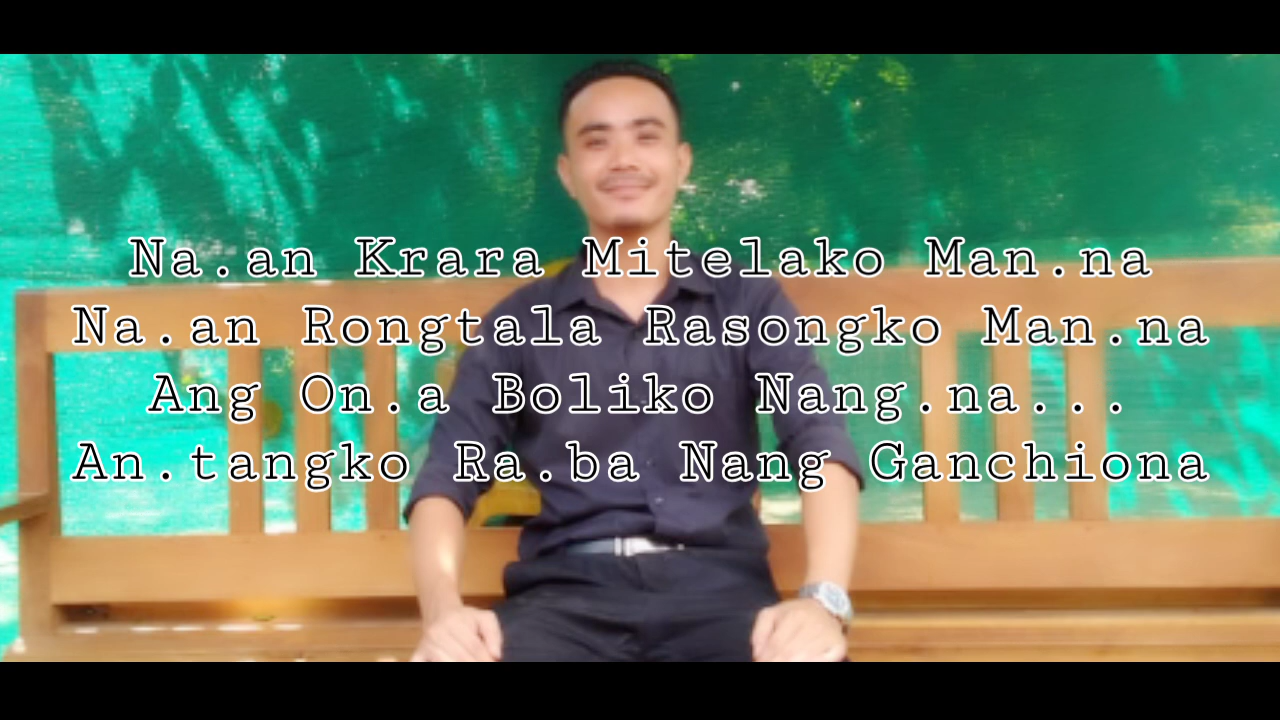 Na.an Krara Mitelako Man.na
Na.an Rongtala Rasongko Man.na
Ang On.a Boliko Nang.na...
An.tangko Ra.ba Nang Ganchiona